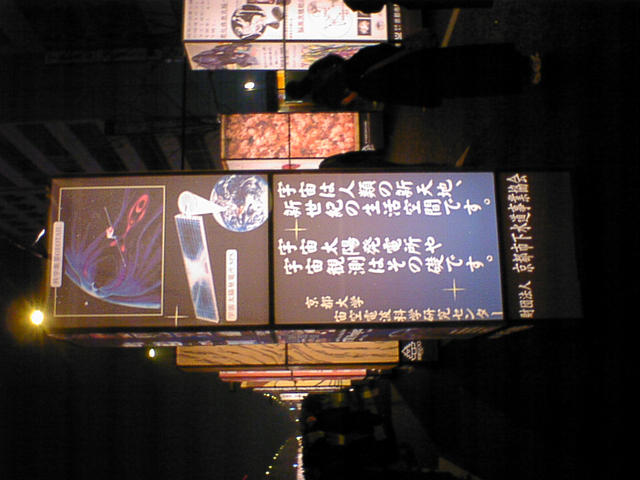 宇宙は人類の新天地、
新世紀の生活空間です。
宇宙太陽発電所や
宇宙観測はその礎です。
京都大学
宙空電波科学研究センター
財団法人 京都市下水道事業協会